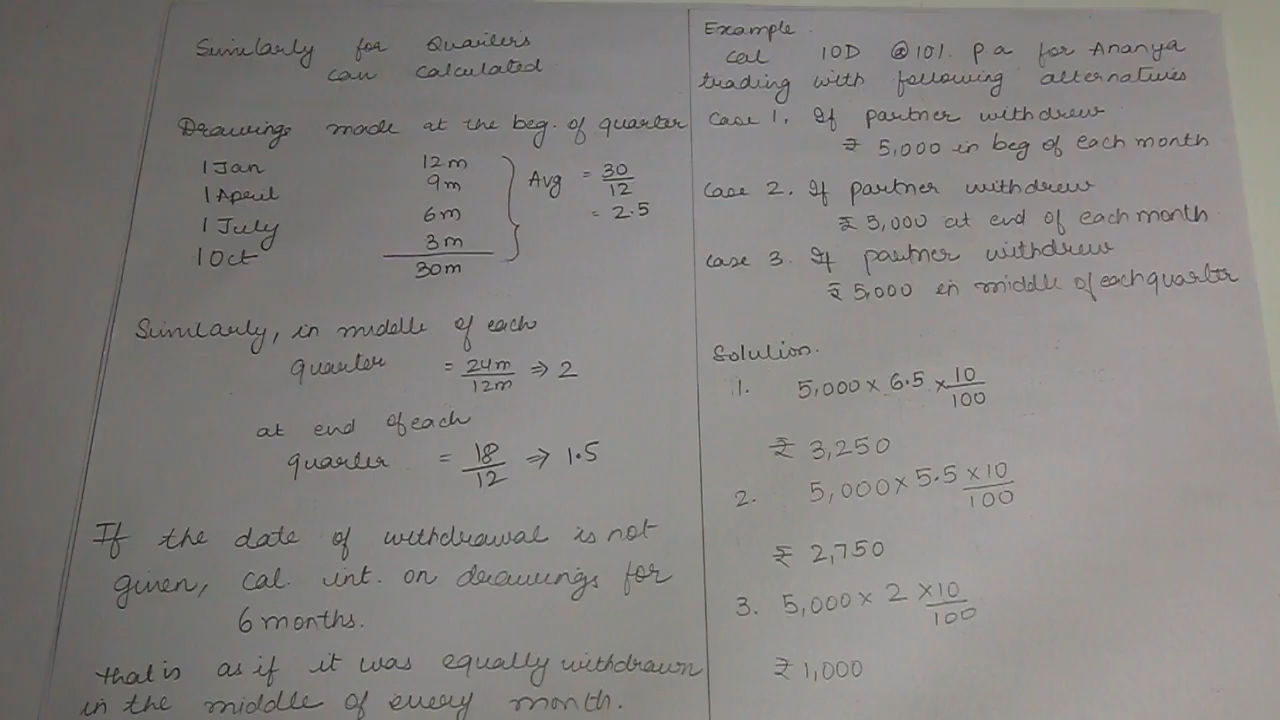 Similarly for Quarters
can calculated
Drawings made at the beg. of quarter
1 Jan 12m
1 April 9m
1 July 6m
1 Oct 3m
30m
Avg = 30/12
= 2.5
Similarly, in middle of each
quarter = 24m/12m ⇒ 2
at end of each
quarter = 18/12 ⇒ 1.5
If the date of withdrawal is not
given, cal. int. on drawings for
6 months.
that is as if it was equally withdrawn
in the middle of every month.
Example.
Cal IOD @ 10%. p a for Ananya
trading with following alternatives
Case 1. If partner withdrew
₹ 5,000 in beg of each month
Case 2. If partner withdrew
₹ 5,000 at end of each month.
Case 3. If partner withdrew
₹ 5,000 in middle of each quarter
Solution.
1. 5,000 × 6.5 × 10/100
₹ 3,250
2. 5,000 × 5.5 × 10/100
₹ 2,750
3. 5,000 × 2 × 10/100
₹ 1,000